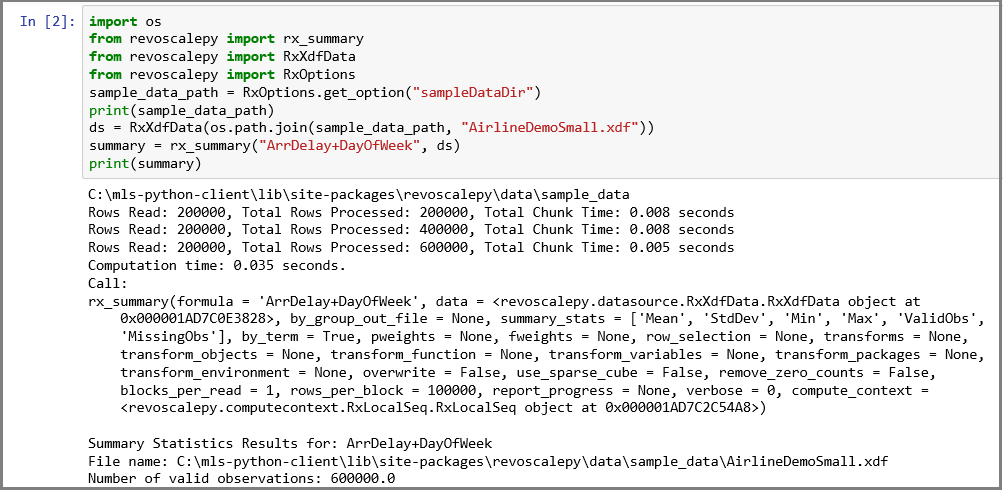 In [2]: import os
from revoscalepy import rx_summary
from revoscalepy import RxXdfData
from revoscalepy import RxOptions
sample_data_path = RxOptions.get_option("sampleDataDir")
print(sample_data_path)
ds = RxXdfData(os.path.join(sample_data_path, "AirlineDemoSmall.xdf"))
summary = rx_summary("ArrDelay+DayOfWeek", ds)
print(summary)
C:\mls-python-client\lib\site-packages\revoscalepy\data\sample_data
Rows Read: 200000, Total Rows Processed: 200000, Total Chunk Time: 0.008 seconds
Rows Read: 200000, Total Rows Processed: 400000, Total Chunk Time: 0.008 seconds
Rows Read: 200000, Total Rows Processed: 600000, Total Chunk Time: 0.005 seconds
Computation time: 0.035 seconds.
Call:
rx_summary(formula = 'ArrDelay+DayOfWeek', data = <revoscalepy.datasource.RxXdfData.RxXdfData object at
0x000001AD7C0E3828>, by_group_out_file = None, summary_stats = ['Mean', 'StdDev', 'Min', 'Max', 'ValidObs',
'MissingObs'], by_term = True, pweights = None, fweights = None, row_selection = None, transforms = None,
transform_objects = None, transform_function = None, transform_variables = None, transform_packages = None,
transform_environment = None, overwrite = False, use_sparse_cube = False, remove_zero_counts = False,
blocks_per_read = 1, rows_per_block = 100000, report_progress = None, verbose = 0, compute_context =
<revoscalepy.computecontext.RxLocalSeq.RxLocalSeq object at 0x000001AD7C2C54A8>)
Summary Statistics Results for: ArrDelay+DayOfWeek
File name: C:\mls-python-client\lib\site-packages\revoscalepy\data\sample_data\AirlineDemoSmall.xdf
Number of valid observations: 600000.0